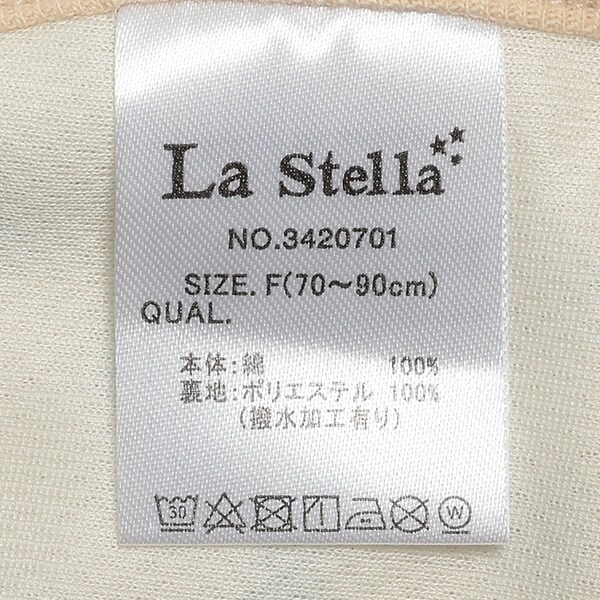 La Stella
NO.3420701
SIZE. F(70〜90cm)
QUAL.
本体:綿 100%
裏地:ポリエステル 100%
(撥水加工有り)
30
W